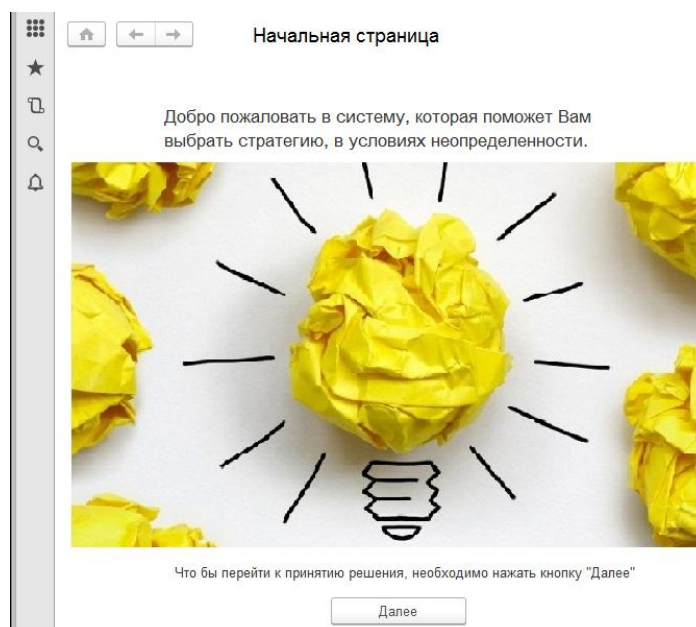 Начальная страница
Добро пожаловать в систему, которая поможет Вам
выбрать стратегию, в условиях неопределенности.
Что бы перейти к принятию решения, необходимо нажать кнопку "Далее"
Далее